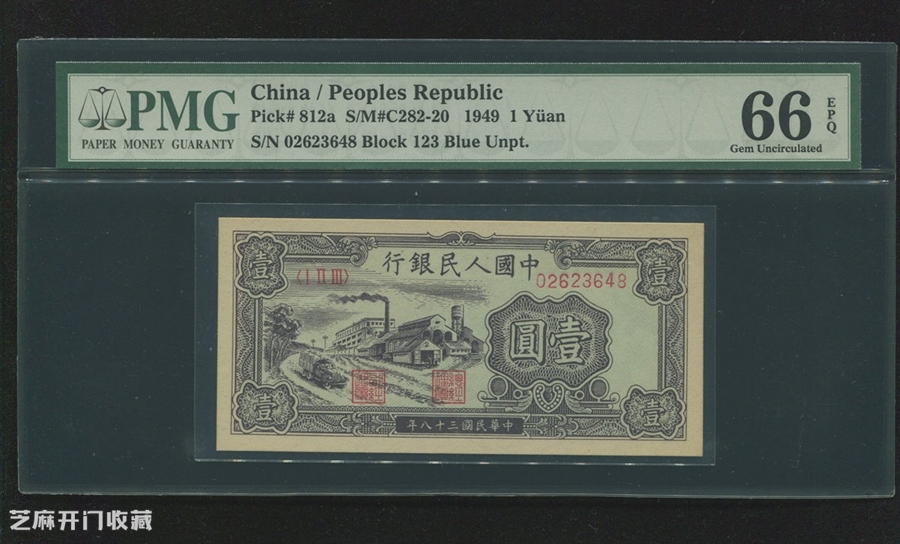 PMG
PAPER MONEY GUARANTY
China / Peoples Republic
Pick# 812a S/M#C282-20 1949 1 Yüan
S/N 02623648 Block 123 Blue Unpt.
66 EPQ
Gem Uncirculated
行銀民人國中
壹
壹
〈I II III〉
02623648
圓壹
壹
壹
年八十三國民華中
芝麻开门收藏